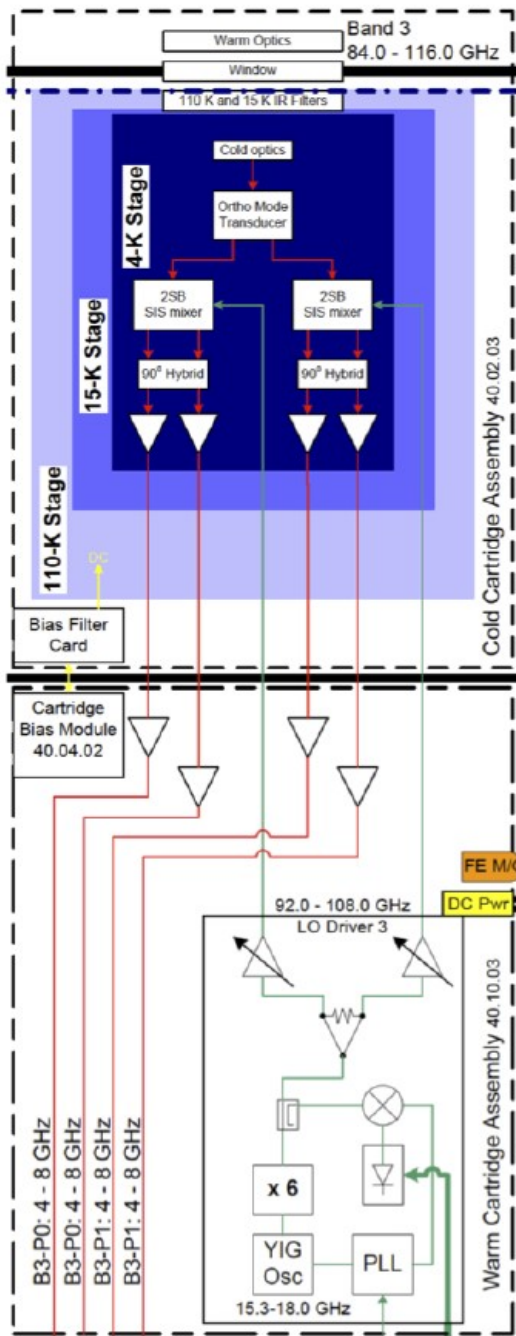 Band 3
84.0 - 116.0 GHz
Warm Optics
Window
110 K and 15 K IR Filters
Cold optics
4-K Stage
Ortho Mode
Transducer
2SB
SIS mixer
2SB
SIS mixer
15-K Stage
90° Hybrid
90° Hybrid
110-K Stage
Cold Cartridge Assembly 40.02.03
DC
Bias Filter
Card
Cartridge
Bias Module
40.04.02
FE M/C
DC Pwr
92.0 - 108.0 GHz
LO Driver 3
B3-P0: 4 - 8 GHz
B3-P0: 4 - 8 GHz
B3-P1: 4 - 8 GHz
B3-P1: 4 - 8 GHz
x 6
YIG
Osc
PLL
15.3-18.0 GHz
Warm Cartridge Assembly 40.10.03